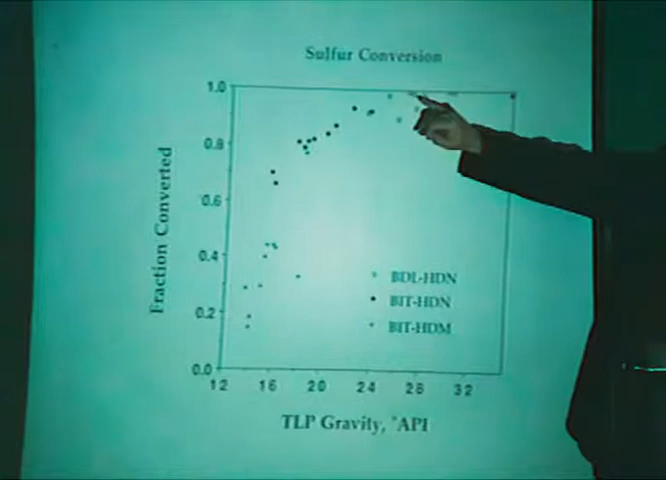 Sulfur Conversion
1.0
0.8
0.6
0.4
0.2
0.0
Fraction Converted
BDL-HDN
BIT-HDN
BIT-HDM
12 16 20 24 28 32
TLP Gravity, °API